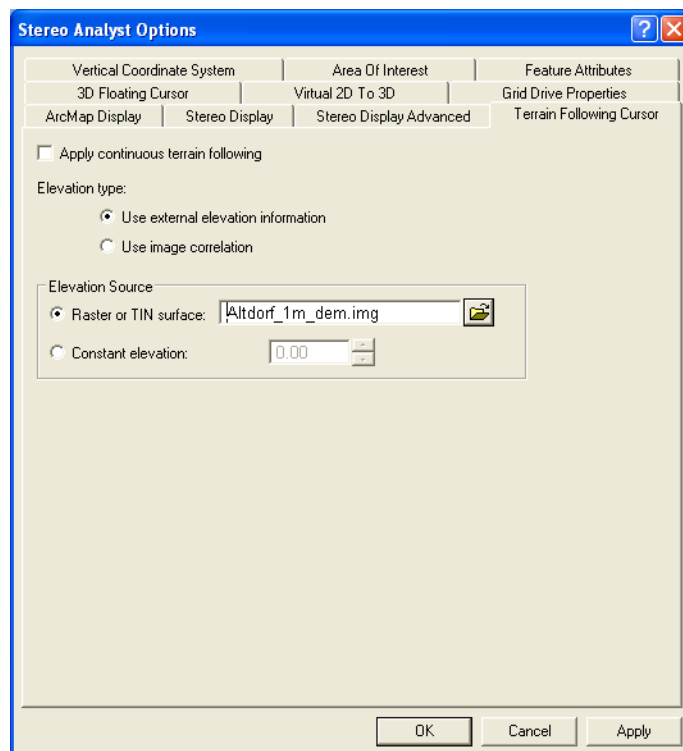 Stereo Analyst Options
Vertical Coordinate System Area Of Interest Feature Attributes
3D Floating Cursor Virtual 2D To 3D Grid Drive Properties
ArcMap Display Stereo Display Stereo Display Advanced Terrain Following Cursor
Apply continuous terrain following
Elevation type:
Use external elevation information
Use image correlation
Elevation Source
Raster or TIN surface: Altdorf_1m_dem.img
Constant elevation: 0.00
OK Cancel Apply